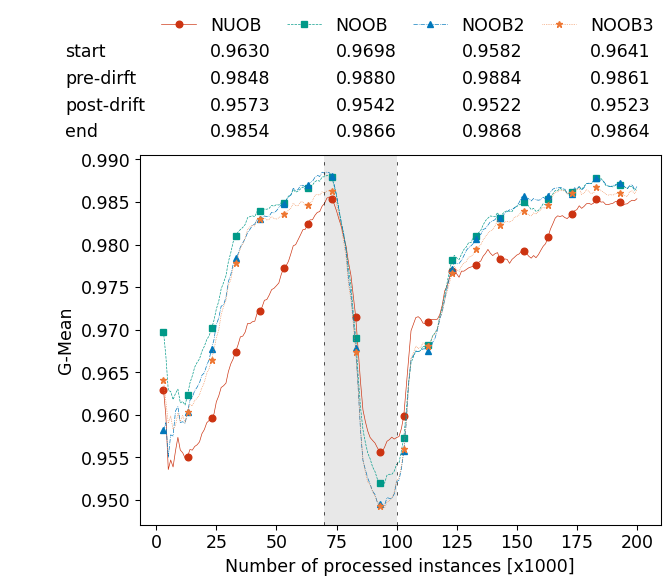 NUOB NOOB NOOB2 NOOB3
start 0.9630 0.9698 0.9582 0.9641
pre-dirft 0.9848 0.9880 0.9884 0.9861
post-drift 0.9573 0.9542 0.9522 0.9523
end 0.9854 0.9866 0.9868 0.9864
0.990
0.985
0.980
0.975
0.970
0.965
0.960
0.955
0.950
G-Mean
0 25 50 75 100 125 150 175 200
Number of processed instances [x1000]